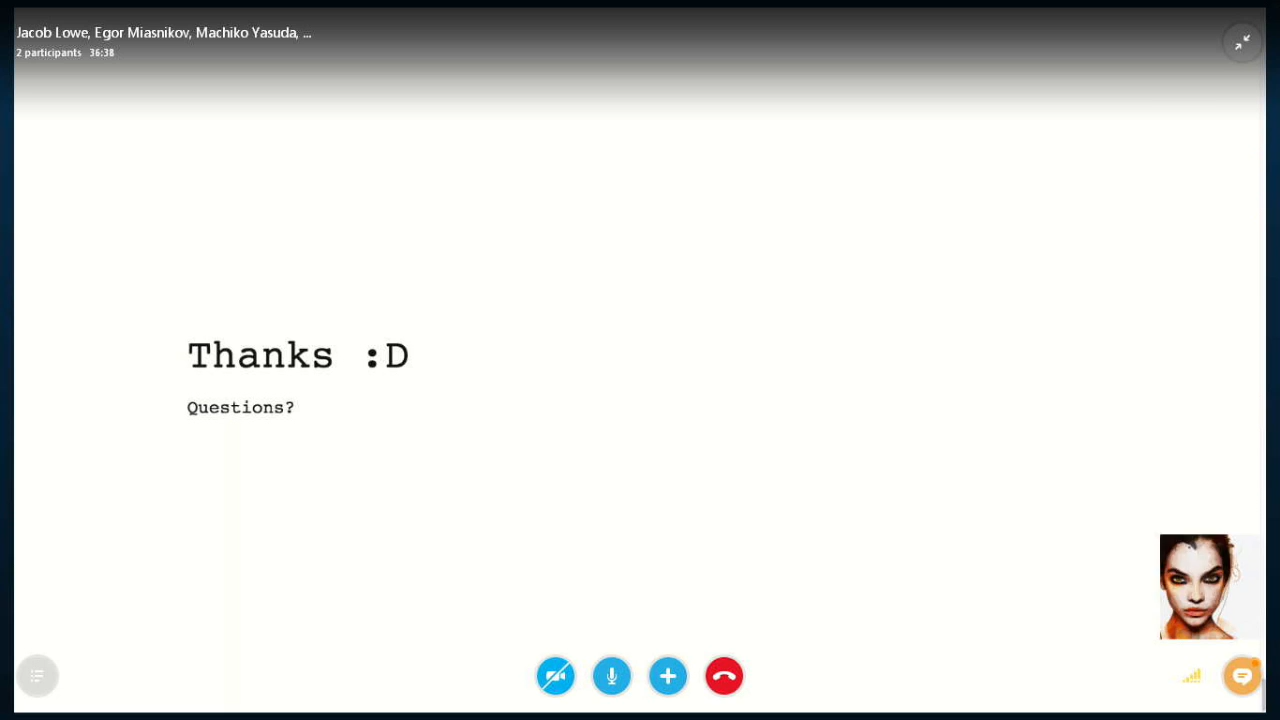 Jacob Lowe, Egor Miasnikov, Machiko Yasuda, ...
2 participants 36:38
Thanks :D
Questions?